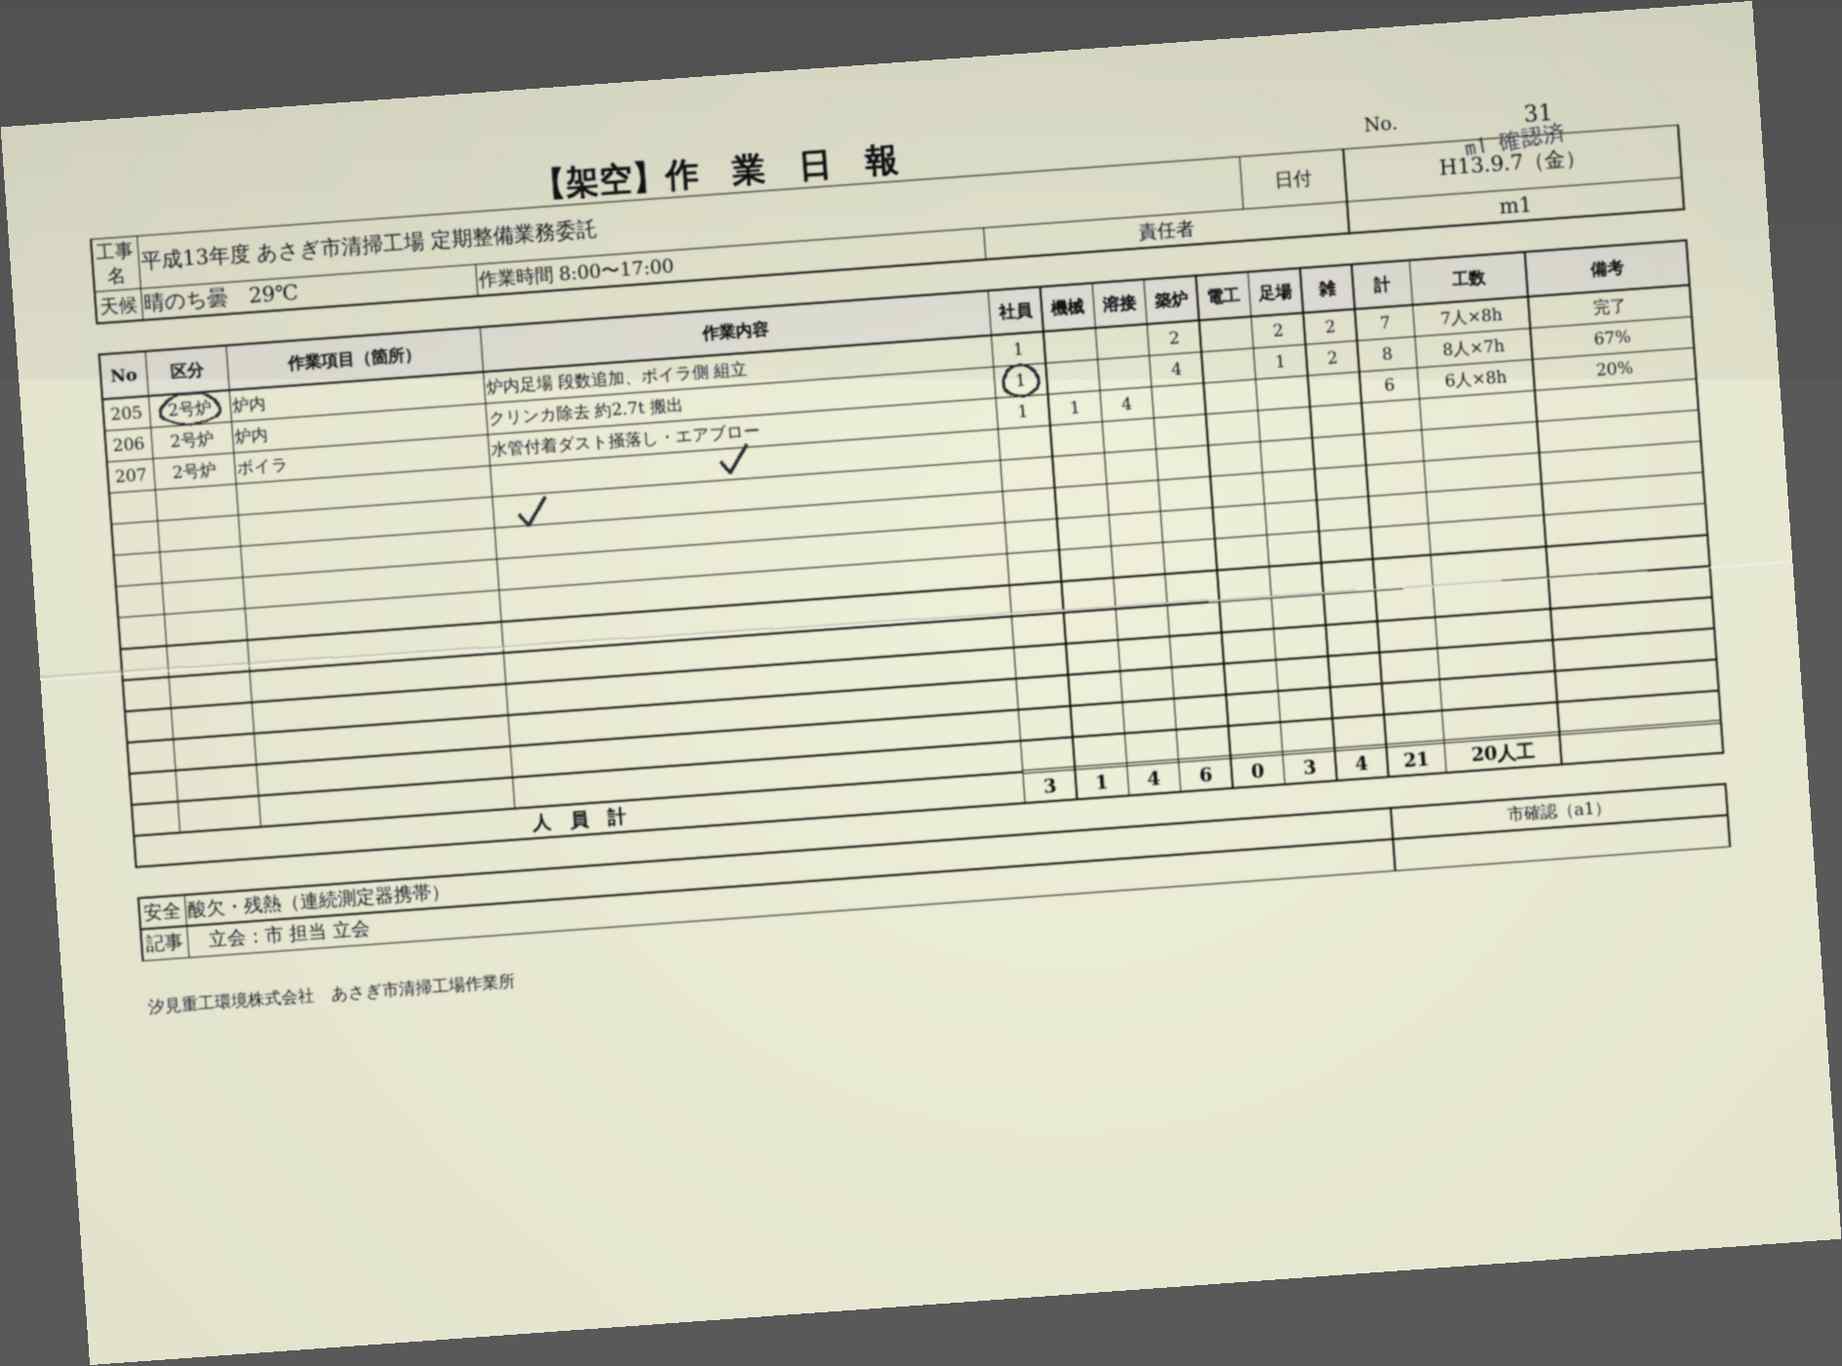 No. 31
ml 確認済
【架空】作 業 日 報
工事名 平成13年度 あさぎ市清掃工場 定期整備業務委託 日付 H13.9.7（金）
天候 晴のち曇 29℃ 作業時間 8:00〜17:00 責任者 m1
No 区分 作業項目（箇所） 作業内容 社員 機械 溶接 築炉 電工 足場 雑 計 工数 備考
205 2号炉 炉内 炉内足場 段数追加、ボイラ側 組立 1 2 2 2 7 7人×8h 完了
206 2号炉 炉内 クリンカ除去 約2.7t 搬出 1 4 1 2 8 8人×7h 67%
207 2号炉 ボイラ 水管付着ダスト掻落し・エアブロー 1 1 4 6 6人×8h 20%
人 員 計 3 1 4 6 0 3 4 21 20人工
安全 酸欠・残熱（連続測定器携帯） 市確認（a1）
記事 立会：市 担当 立会
汐見重工環境株式会社 あさぎ市清掃工場作業所